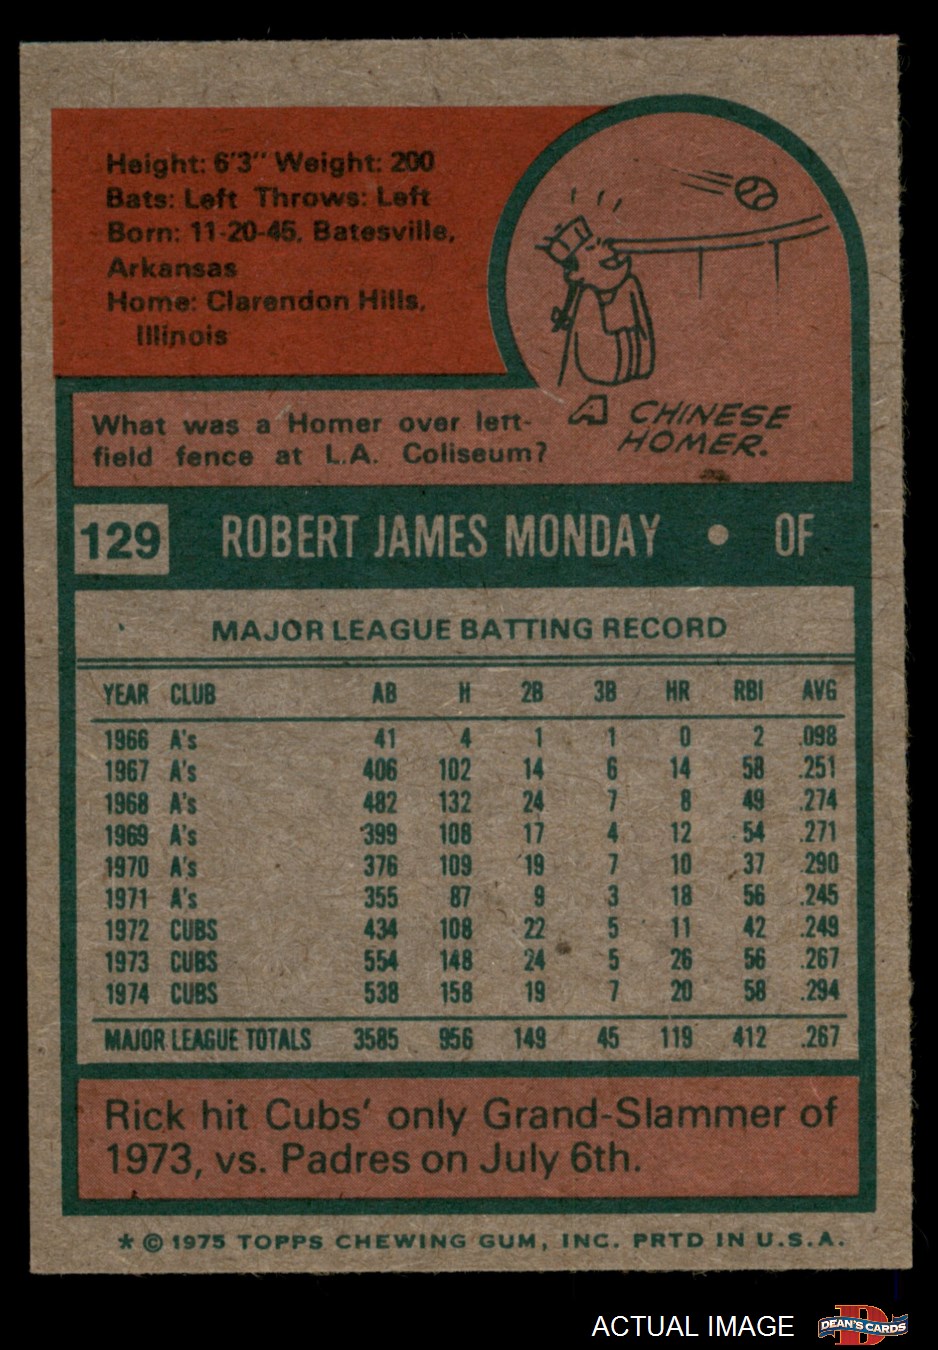 Height: 6'3" Weight: 200
Bats: Left Throws: Left
Born: 11-20-45, Batesville,
Arkansas
Home: Clarendon Hills,
Illinois
What was a Homer over left-
field fence at L.A. Coliseum?
A CHINESE
HOMER.
129 ROBERT JAMES MONDAY • OF
MAJOR LEAGUE BATTING RECORD
YEAR CLUB AB H 2B 3B HR RBI AVG
1966 A's 41 4 1 1 0 2 .098
1967 A's 406 102 14 6 14 58 .251
1968 A's 482 132 24 7 8 49 .274
1969 A's 399 108 17 4 12 54 .271
1970 A's 376 109 19 7 10 37 .290
1971 A's 355 87 9 3 18 56 .245
1972 CUBS 434 108 22 5 11 42 .249
1973 CUBS 554 148 24 5 26 56 .267
1974 CUBS 538 158 19 7 20 58 .294
MAJOR LEAGUE TOTALS 3585 956 149 45 119 412 .267
Rick hit Cubs' only Grand-Slammer of
1973, vs. Padres on July 6th.
* © 1975 TOPPS CHEWING GUM, INC. PRTD IN U.S.A.
ACTUAL IMAGE
D
DEAN'S CARDS